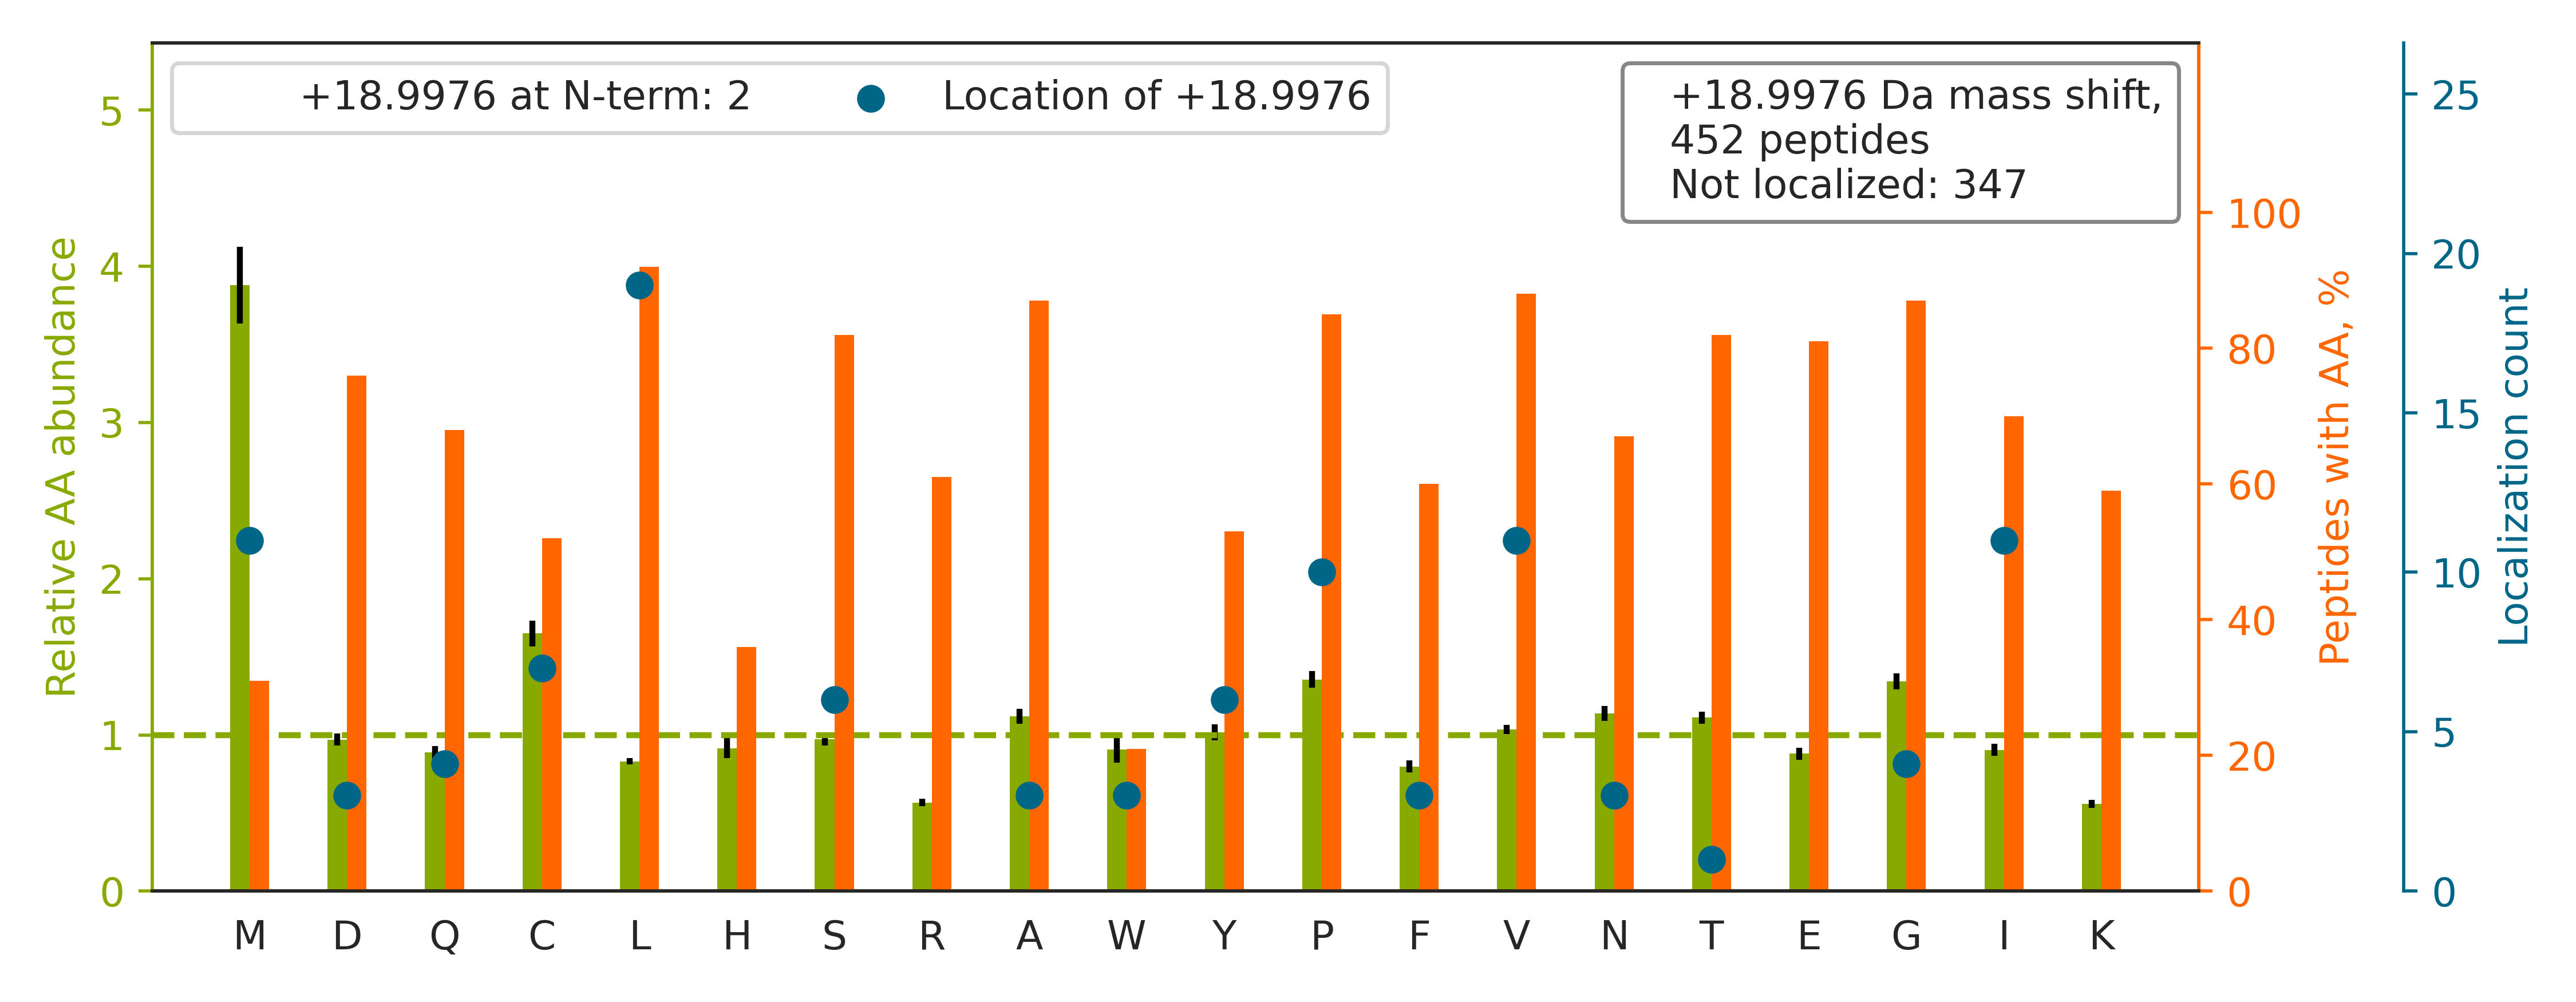 +18.9976 at N-term: 2
Location of +18.9976
+18.9976 Da mass shift,
452 peptides
Not localized: 347
Relative AA abundance
5
4
3
2
1
0
Peptides with AA, %
100
80
60
40
20
0
Localization count
25
20
15
10
5
0
M D Q C L H S R A W Y P F V N T E G I K